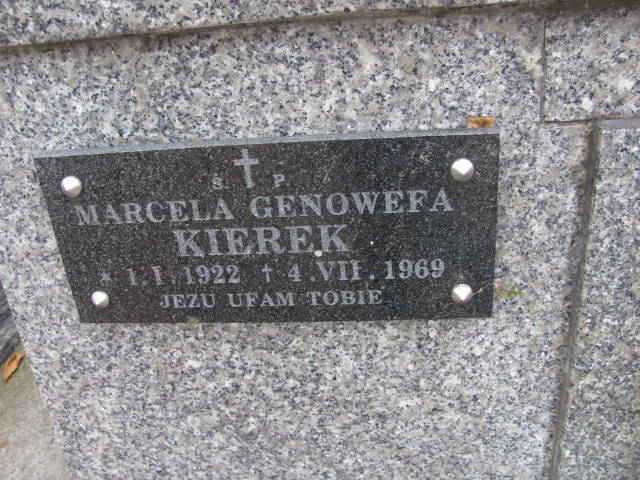 Ś † P
MARCELA GENOWEFA
KIEREK
* 1.I.1922 † 4.VII.1969
JEZU UFAM TOBIE